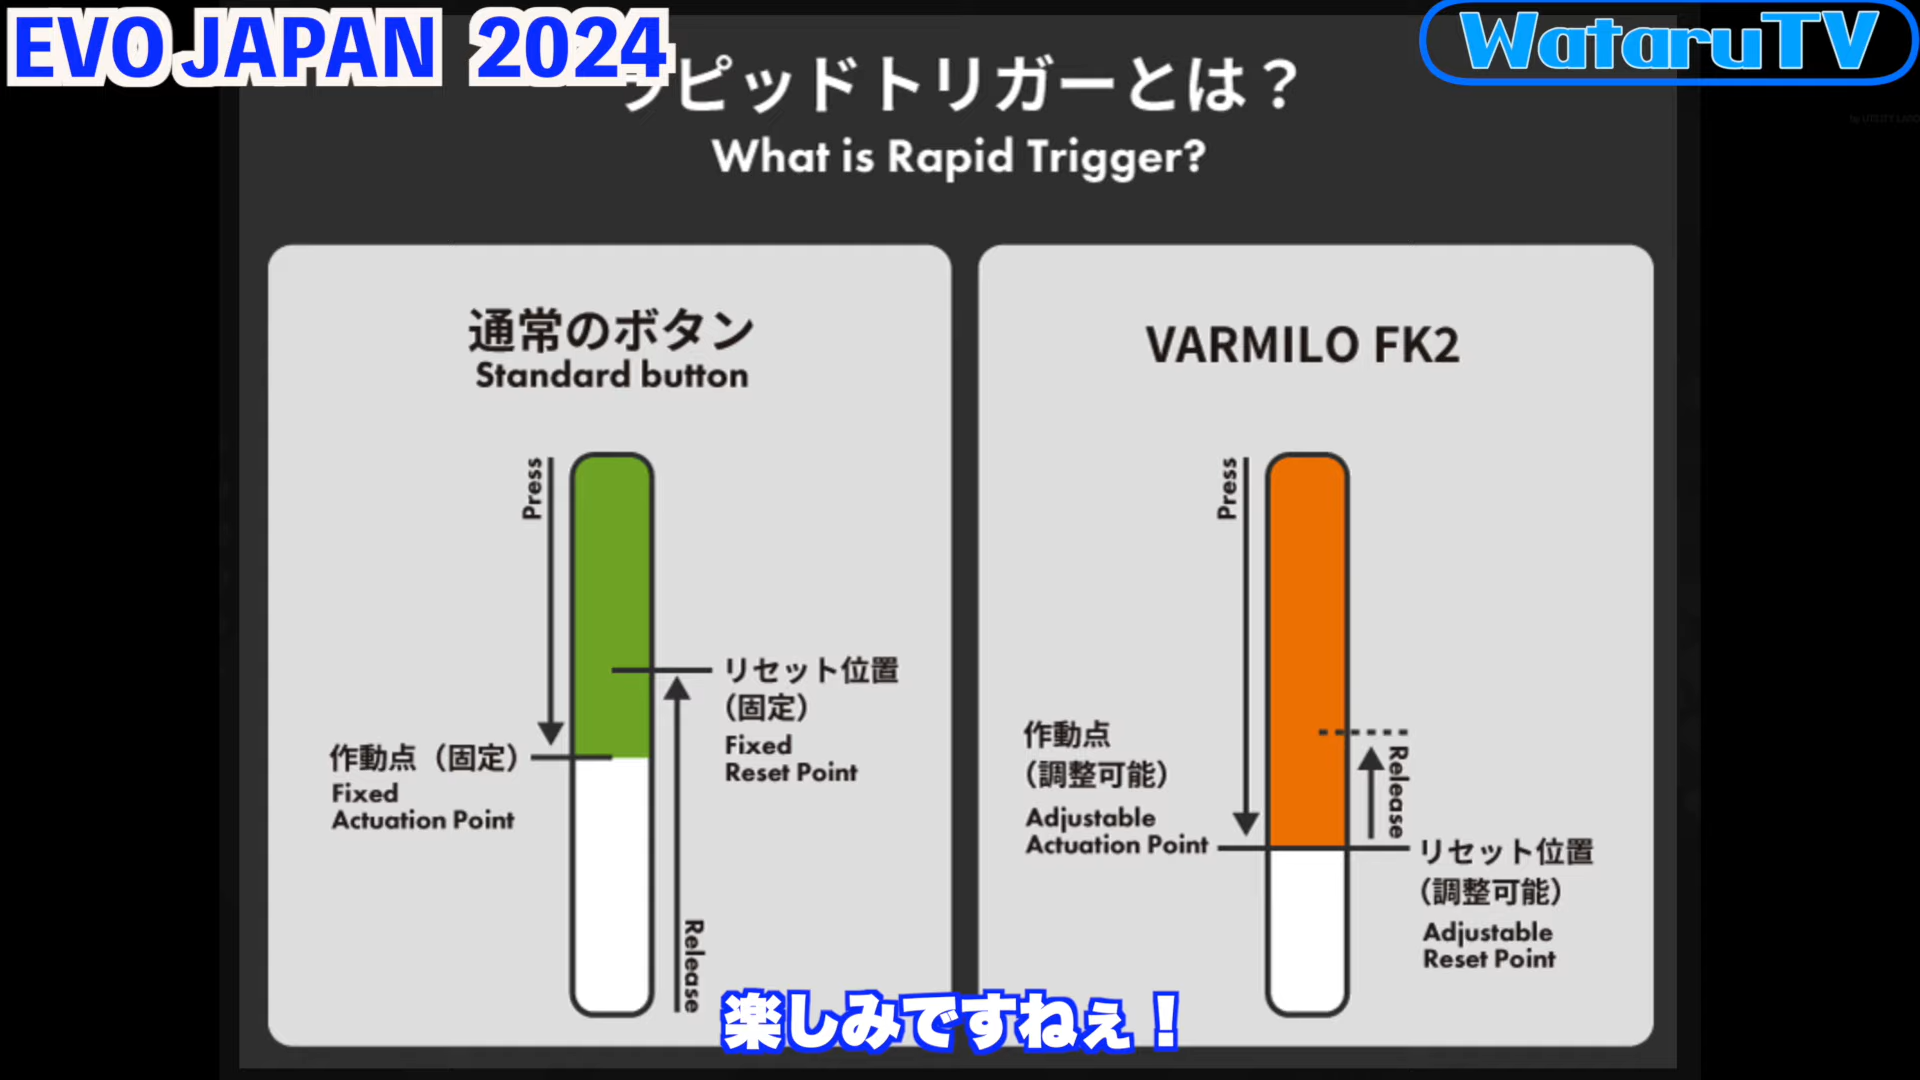 EVO JAPAN 2024
WataruTV
ラピッドトリガーとは？
What is Rapid Trigger?
通常のボタン
Standard button
Press
リセット位置
（固定）
Fixed
Reset Point
作動点（固定）
Fixed
Actuation Point
Release
VARMILO FK2
Press
作動点
（調整可能）
Adjustable
Actuation Point
Release
リセット位置
（調整可能）
Adjustable
Reset Point
楽しみですねぇ！